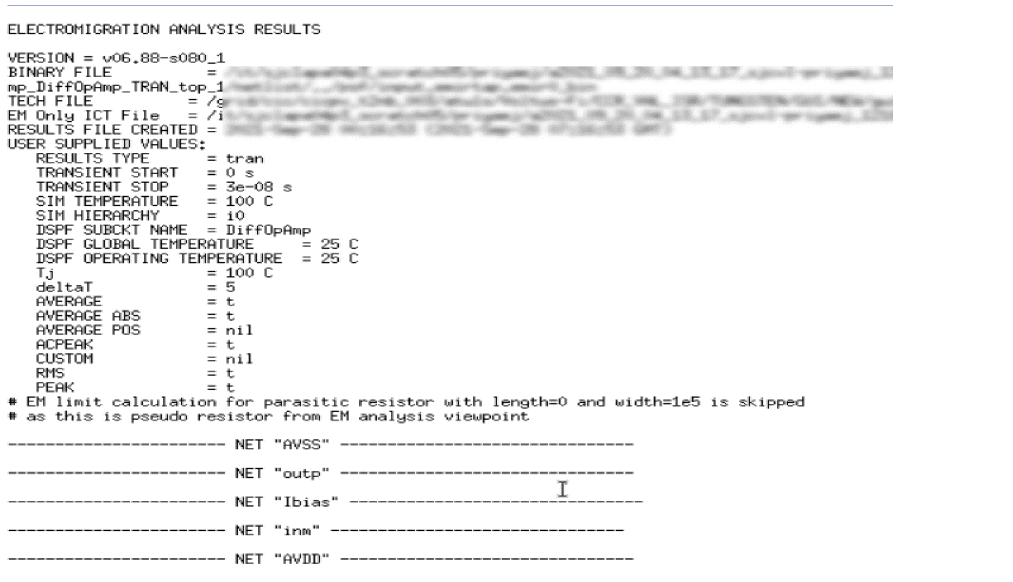 ELECTROMIGRATION ANALYSIS RESULTS
VERSION = v06.88-s080_1
BINARY FILE =
mp_DiffOpAmp_TRAN_top_1
TECH FILE = /g
EM Only ICT File = /i
RESULTS FILE CREATED =
USER SUPPLIED VALUES:
RESULTS TYPE = tran
TRANSIENT START = 0 s
TRANSIENT STOP = 3e-08 s
SIM TEMPERATURE = 100 C
SIM HIERARCHY = i0
DSPF SUBCKT NAME = DiffOpAmp
DSPF GLOBAL TEMPERATURE = 25 C
DSPF OPERATING TEMPERATURE = 25 C
Tj = 100 C
deltaT = 5
AVERAGE = t
AVERAGE ABS = t
AVERAGE POS = nil
ACPEAK = t
CUSTOM = nil
RMS = t
PEAK = t
# EM limit calculation for parasitic resistor with length=0 and width=1e5 is skipped
# as this is pseudo resistor from EM analysis viewpoint
----------------------- NET "AVSS" -------------------------------
----------------------- NET "outp" -------------------------------
----------------------- NET "Ibias" -------------------------------
----------------------- NET "inm" -------------------------------
----------------------- NET "AVDD" -------------------------------